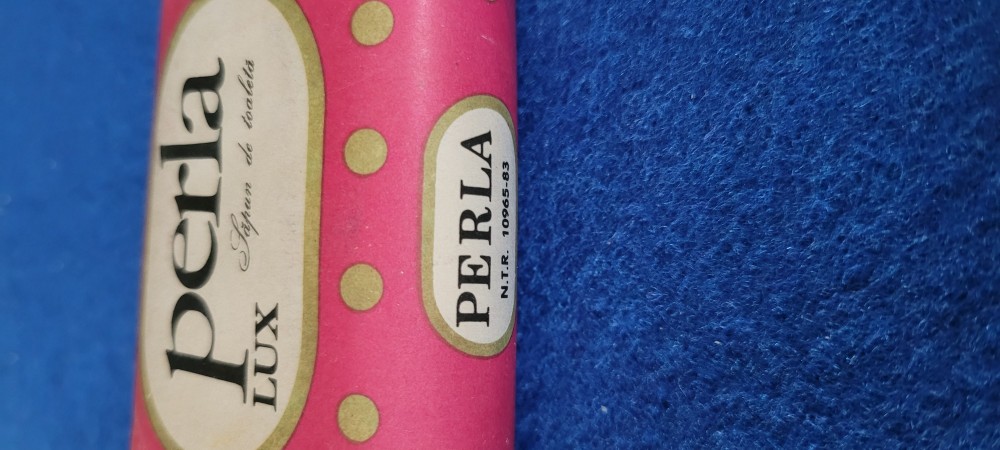 perla
Săpun de toaletă
LUX
PERLA
N.T.R. 10965-83